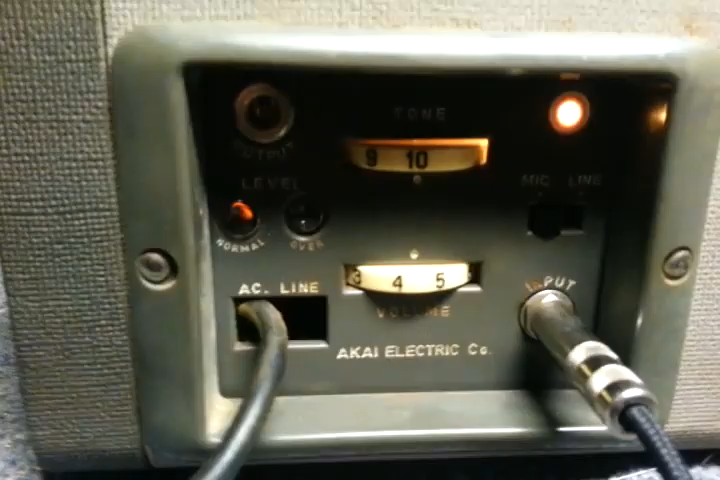 TONE
OUTPUT
9 10
LEVEL
MIC LINE
NORMAL OVER
3 4 5
AC. LINE
INPUT
VOLUME
AKAI ELECTRIC Co.